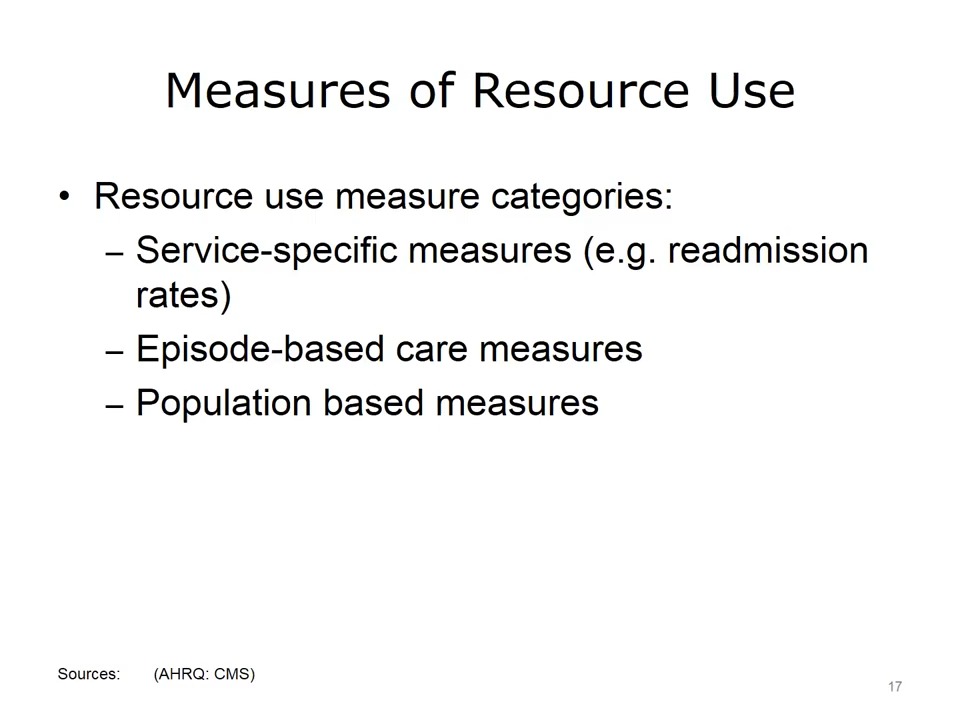 Measures of Resource Use
• Resource use measure categories:
– Service-specific measures (e.g. readmission
rates)
– Episode-based care measures
– Population based measures
Sources: (AHRQ: CMS)
17